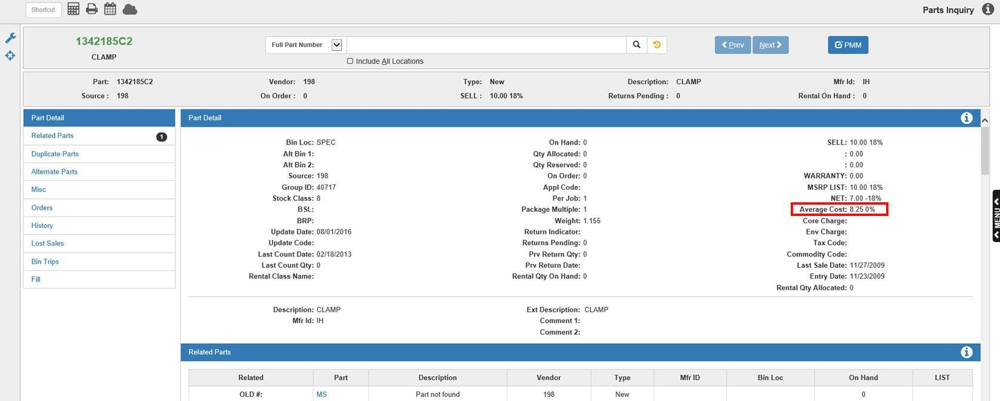 Shortcut
Parts Inquiry
1342185C2
CLAMP
Full Part Number
Include All Locations
Prev Next
PMM
Part: 1342185C2 Vendor: 198 Type: New Description: CLAMP Mfr Id: IH
Source : 198 On Order : 0 SELL : 10.00 18% Returns Pending : 0 Rental On Hand : 0
Part Detail
Related Parts 1
Duplicate Parts
Alternate Parts
Misc
Orders
History
Lost Sales
Bin Trips
Fill
Part Detail
Bin Loc: SPEC On Hand: 0 SELL: 10.00 18%
Alt Bin 1: Qty Allocated: 0 : 0.00
Alt Bin 2: Qty Reserved: 0 : 0.00
Source: 198 On Order: 0 WARRANTY: 0.00
Group ID: 40717 Appl Code: MSRP LIST: 10.00 18%
Stock Class: 8 Per Job: 1 NET: 7.00 -18%
BSL: Package Multiple: 1 Average Cost: 8.25 0%
BRP: Weight: 1.155 Core Charge:
Update Date: 08/01/2016 Return Indicator: Env Charge:
Update Code: Returns Pending: 0 Tax Code:
Last Count Date: 02/18/2013 Prv Return Qty: 0 Commodity Code:
Last Count Qty: 0 Prv Return Date: Last Sale Date: 11/27/2009
Rental Class Name: Rental Qty On Hand: 0 Entry Date: 11/23/2009
Rental Qty Allocated: 0
Description: CLAMP Ext Description: CLAMP
Mfr Id: IH Comment 1:
Comment 2:
Related Parts
Related Part Description Vendor Type Mfr ID Bin Loc On Hand LIST
OLD #: MS Part not found 198 New 0
MENU